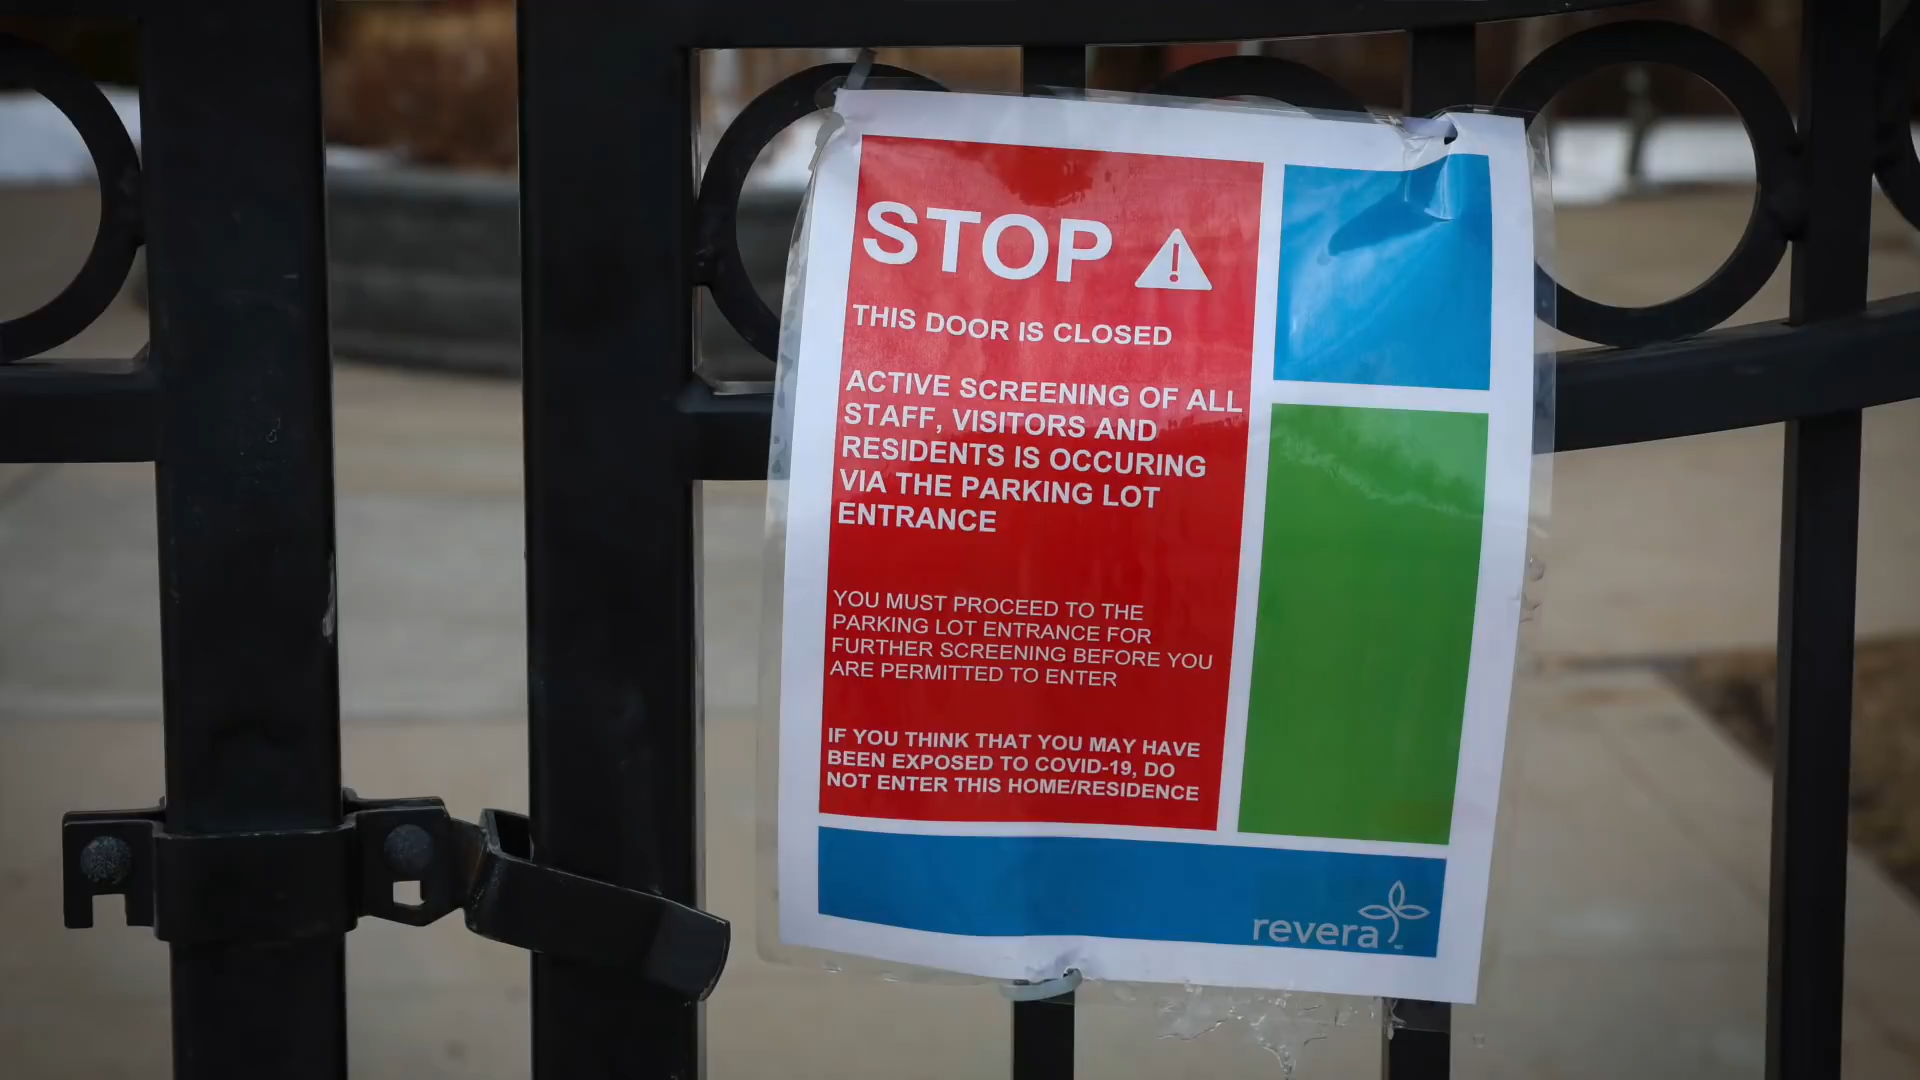 STOP
THIS DOOR IS CLOSED
ACTIVE SCREENING OF ALL
STAFF, VISITORS AND
RESIDENTS IS OCCURING
VIA THE PARKING LOT
ENTRANCE
YOU MUST PROCEED TO THE
PARKING LOT ENTRANCE FOR
FURTHER SCREENING BEFORE YOU
ARE PERMITTED TO ENTER
IF YOU THINK THAT YOU MAY HAVE
BEEN EXPOSED TO COVID-19, DO
NOT ENTER THIS HOME/RESIDENCE
revera